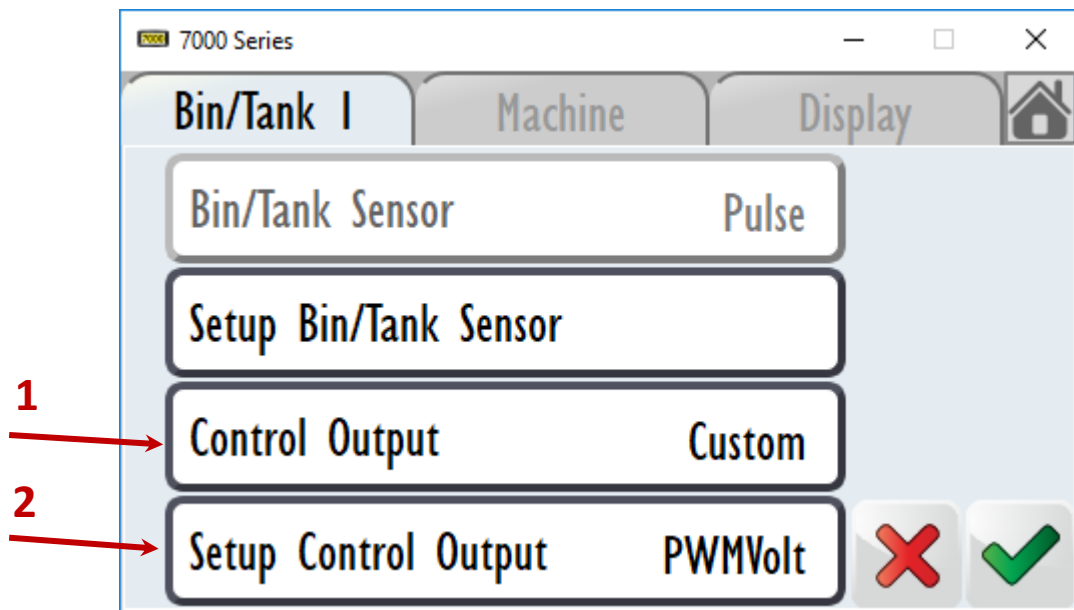 7000 7000 Series
Bin/Tank 1 Machine Display
Bin/Tank Sensor Pulse
Setup Bin/Tank Sensor
1
Control Output Custom
2
Setup Control Output PWMVolt